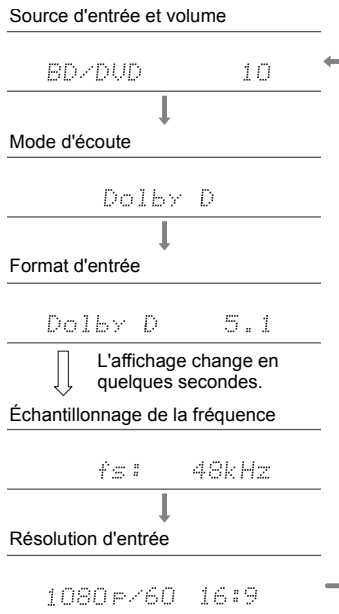 Source d'entrée et volume
BD/DVD 10
Mode d'écoute
Dolby D
Format d'entrée
Dolby D 5.1
L'affichage change en
quelques secondes.
Échantillonnage de la fréquence
fs: 48kHz
Résolution d'entrée
1080p/60 16:9